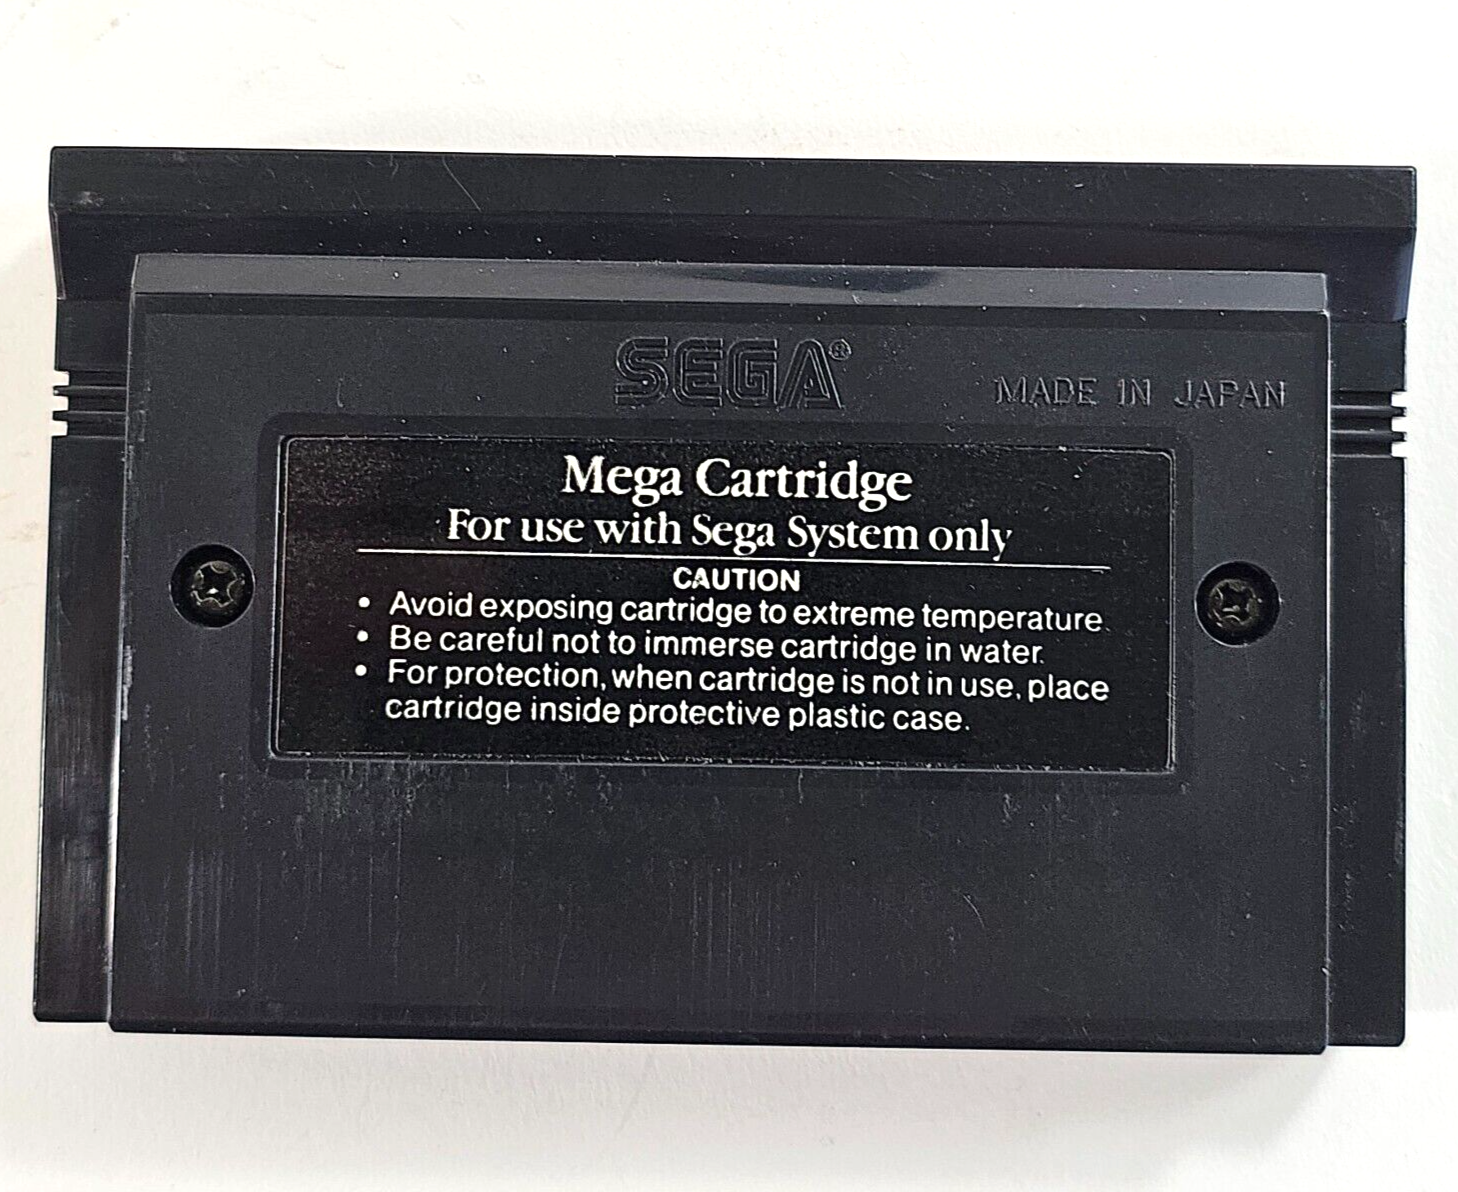 SEGA®
MADE IN JAPAN
Mega Cartridge
For use with Sega System only
CAUTION
• Avoid exposing cartridge to extreme temperature.
• Be careful not to immerse cartridge in water.
• For protection, when cartridge is not in use, place
cartridge inside protective plastic case.